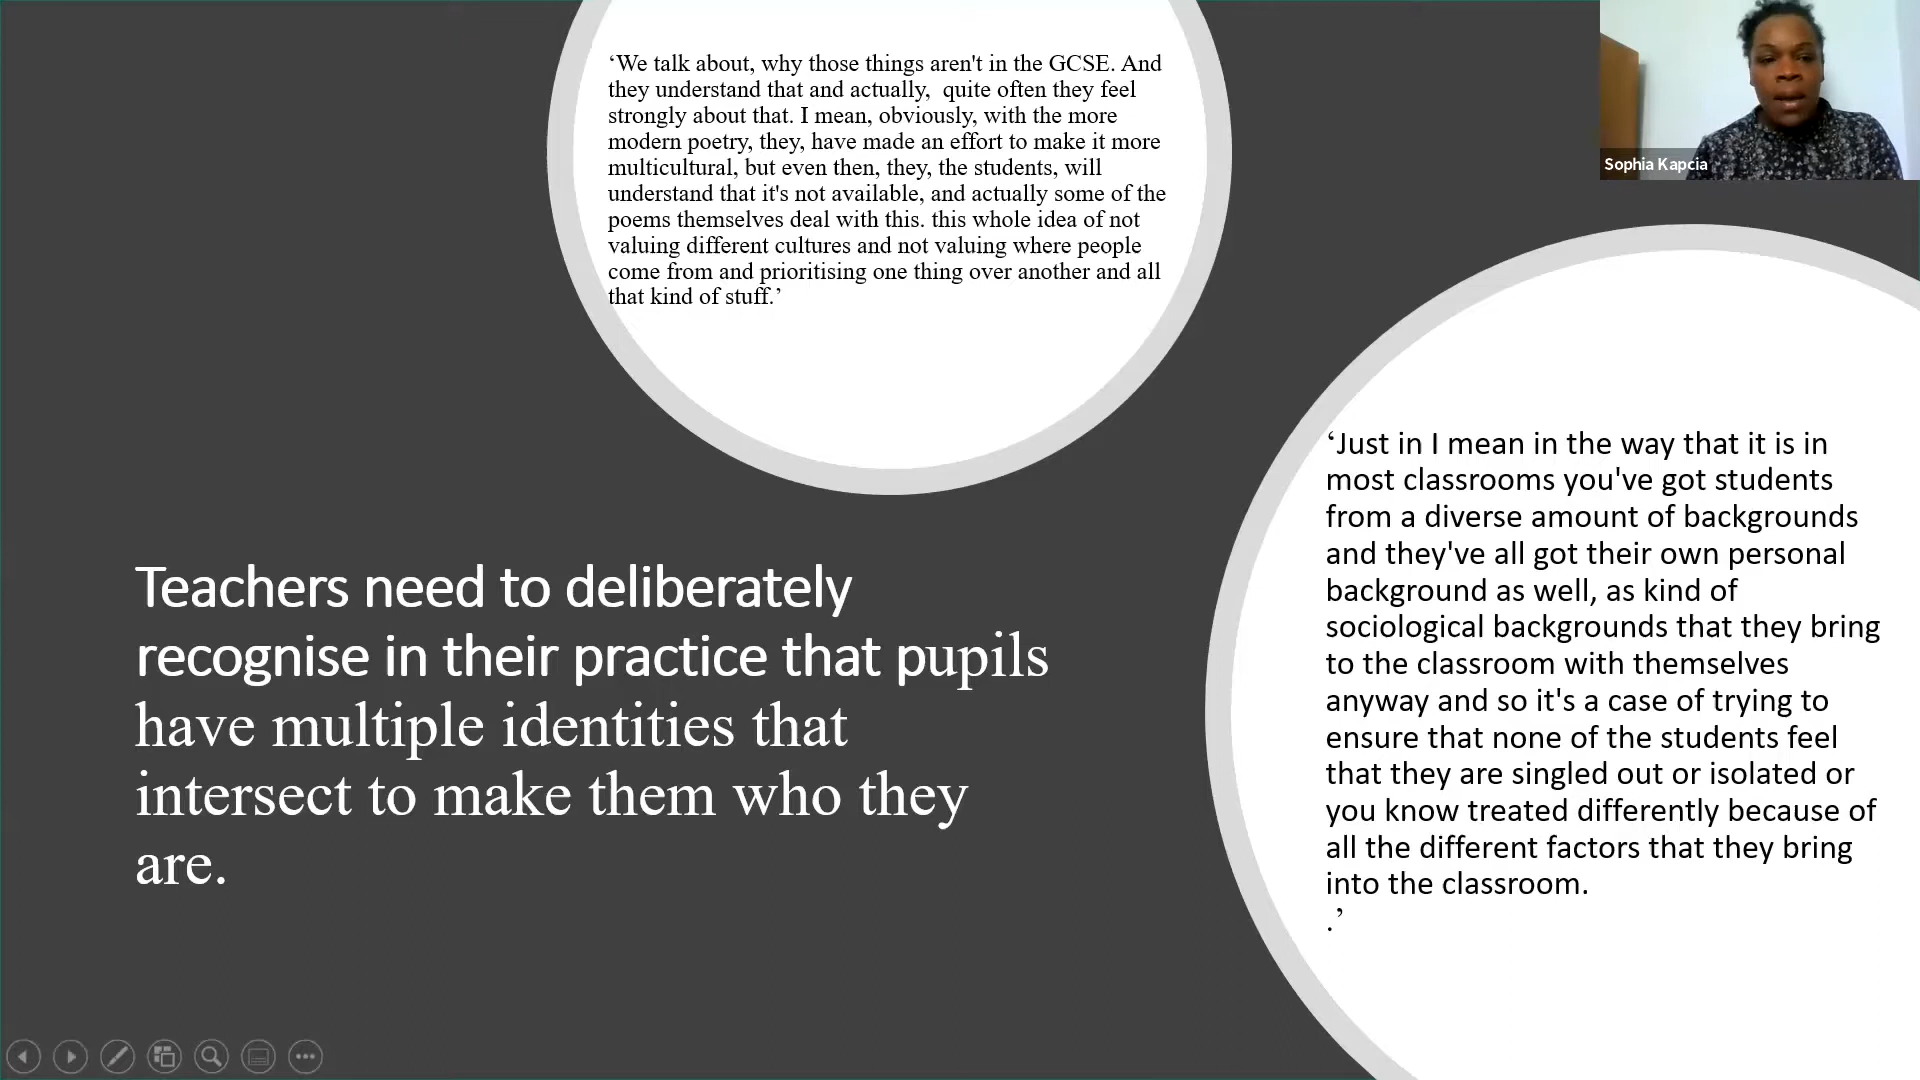 ‘We talk about, why those things aren't in the GCSE. And
they understand that and actually,  quite often they feel
strongly about that. I mean, obviously, with the more
modern poetry, they, have made an effort to make it more
multicultural, but even then, they, the students, will
understand that it's not available, and actually some of the
poems themselves deal with this. this whole idea of not
valuing different cultures and not valuing where people
come from and prioritising one thing over another and all
that kind of stuff.’
Sophia Kapcia
Teachers need to deliberately
recognise in their practice that pupils
have multiple identities that
intersect to make them who they
are.
‘Just in I mean in the way that it is in
most classrooms you've got students
from a diverse amount of backgrounds
and they've all got their own personal
background as well, as kind of
sociological backgrounds that they bring
to the classroom with themselves
anyway and so it's a case of trying to
ensure that none of the students feel
that they are singled out or isolated or
you know treated differently because of
all the different factors that they bring
into the classroom.
.’